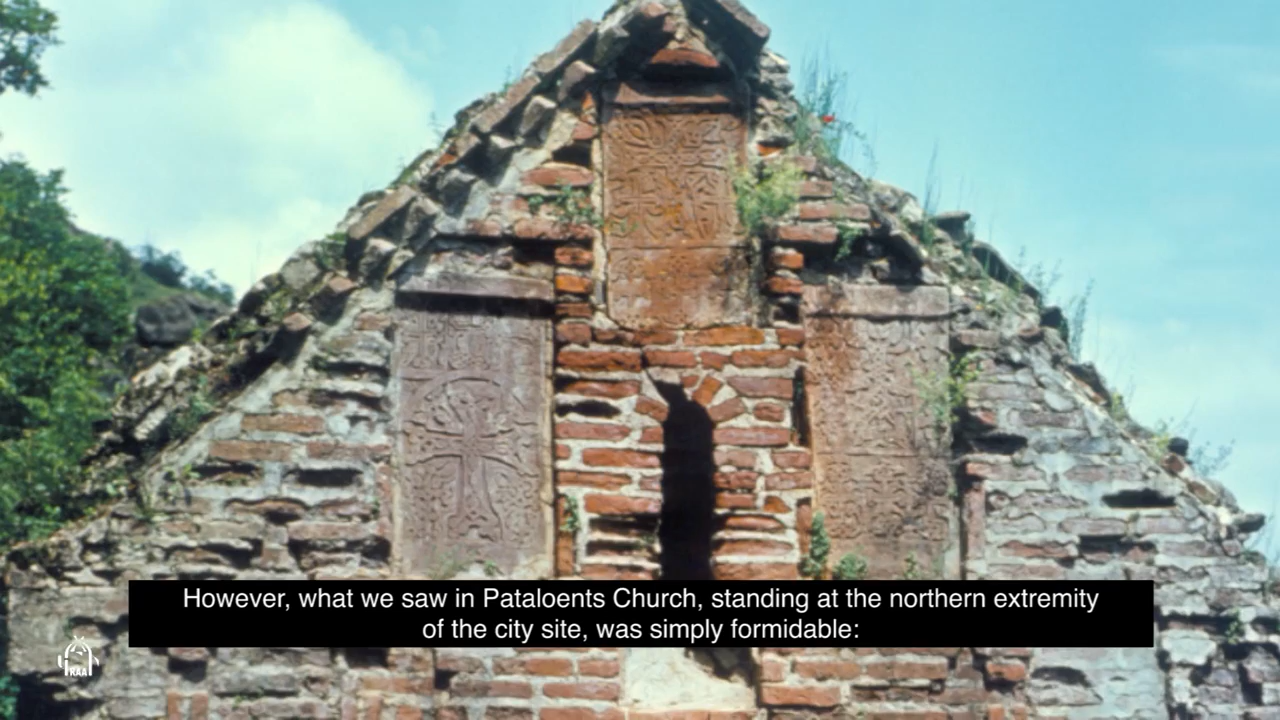 However, what we saw in Pataloents Church, standing at the northern extremity
of the city site, was simply formidable:
RAA